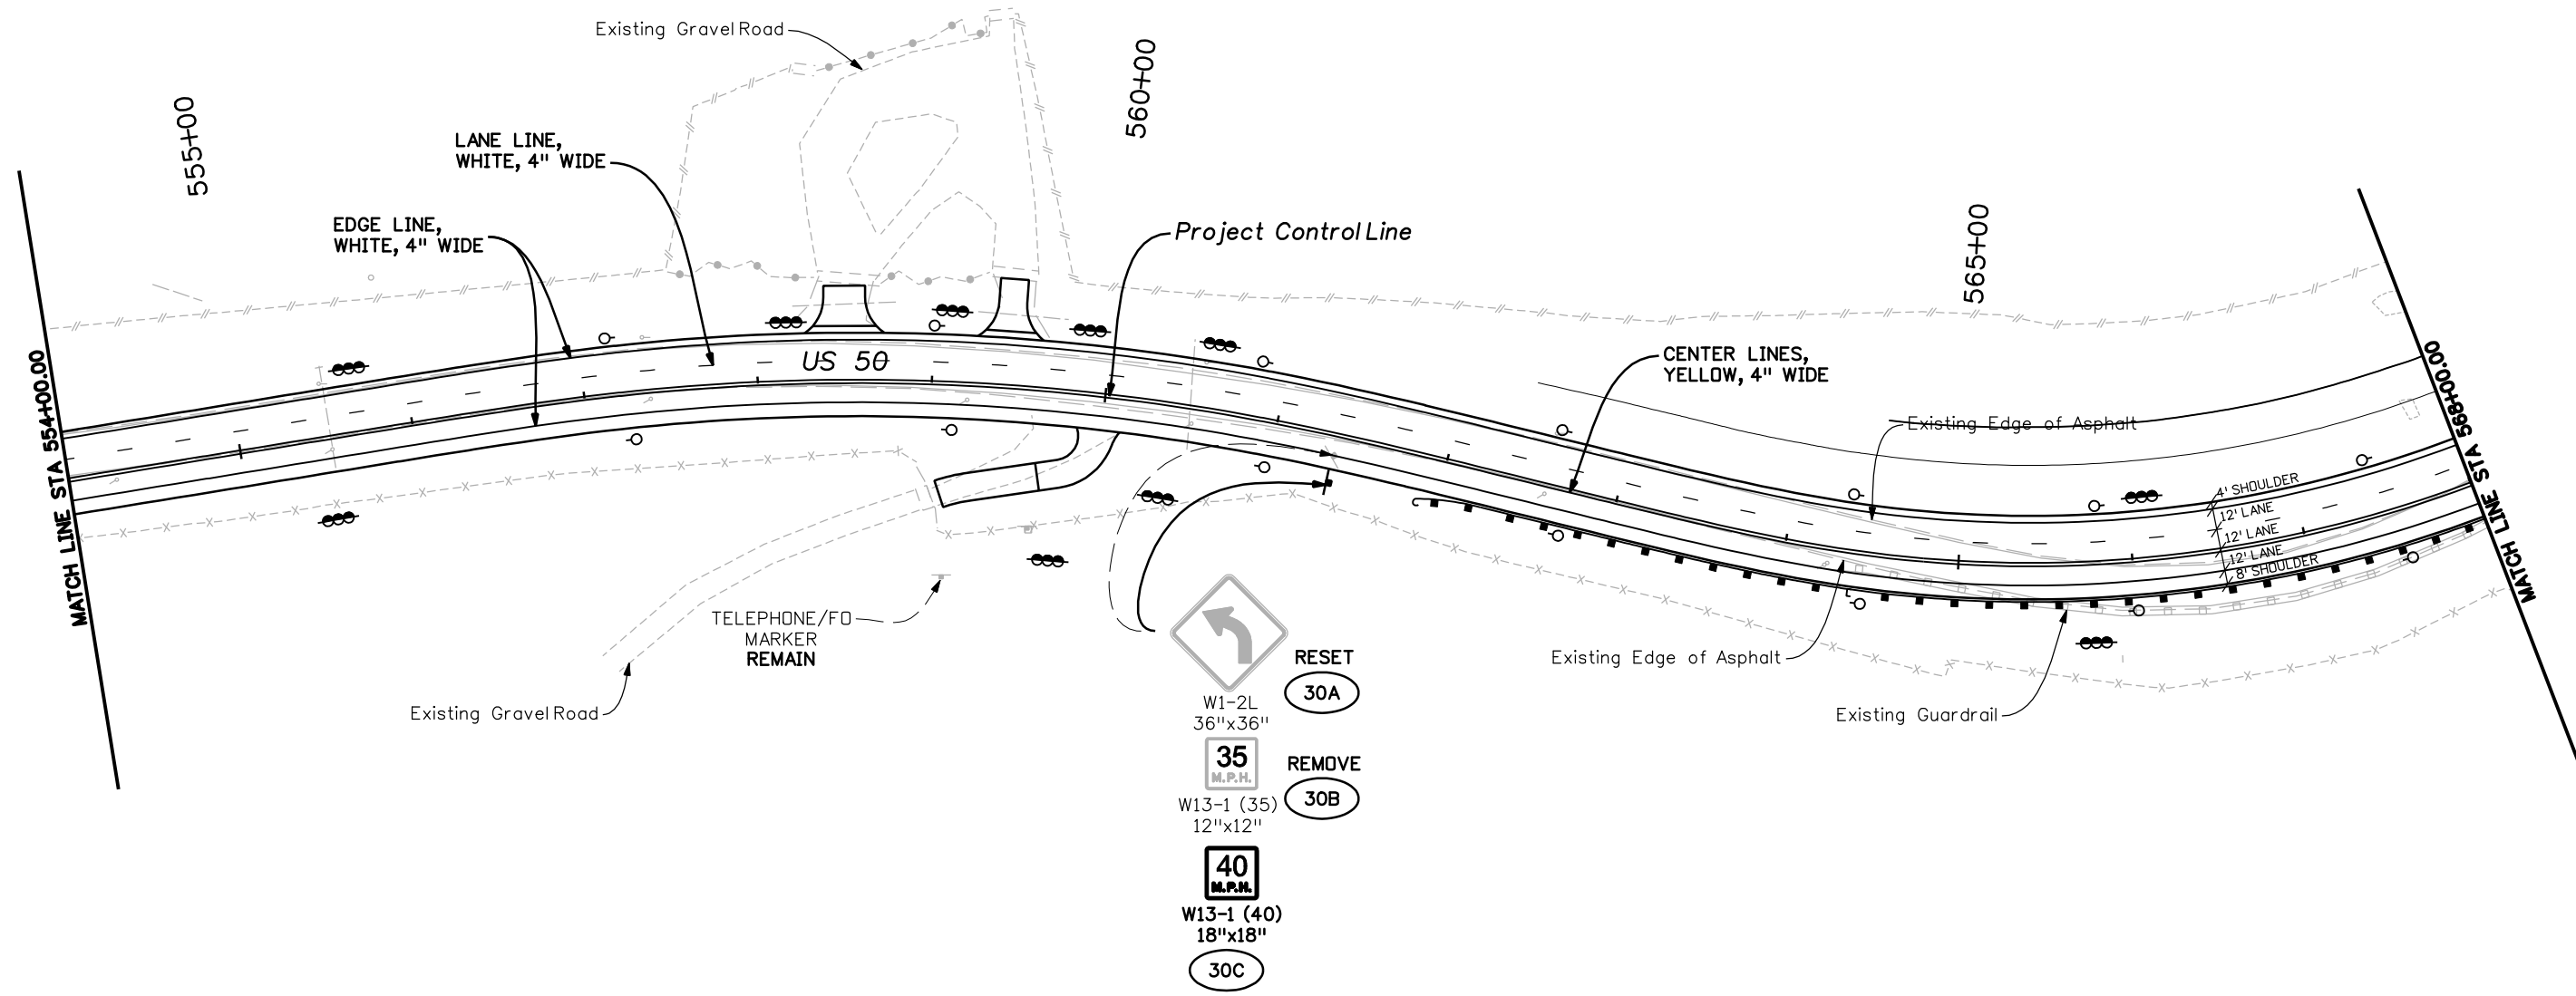 Existing Gravel Road
555+00
560+00
LANE LINE,
WHITE, 4" WIDE
EDGE LINE,
WHITE, 4" WIDE
Project Control Line
565+00
US 50
CENTER LINES,
YELLOW, 4" WIDE
Existing Edge of Asphalt
MATCH LINE STA 554+00.00
MATCH LINE STA 568+00.00
4' SHOULDER
12' LANE
12' LANE
12' LANE
8' SHOULDER
TELEPHONE/FO
MARKER
REMAIN
Existing Gravel Road
Existing Edge of Asphalt
Existing Guardrail
RESET
30A
W1-2L
36"x36"
35
M.P.H.
REMOVE
30B
W13-1 (35)
12"x12"
40
M.P.H.
W13-1 (40)
18"x18"
30C